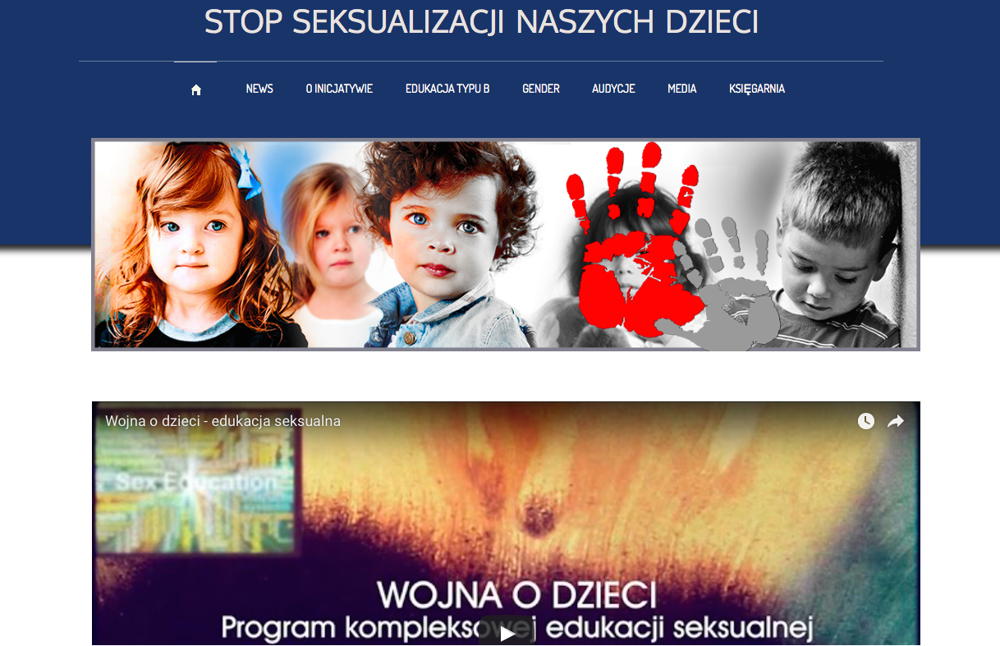 STOP SEKSUALIZACJI NASZYCH DZIECI
NEWS O INICJATYWIE EDUKACJA TYPU B GENDER AUDYCJE MEDIA KSIĘGARNIA
Wojna o dzieci - edukacja seksualna
Sex Education
WOJNA O DZIECI
Program kompleksowej edukacji seksualnej